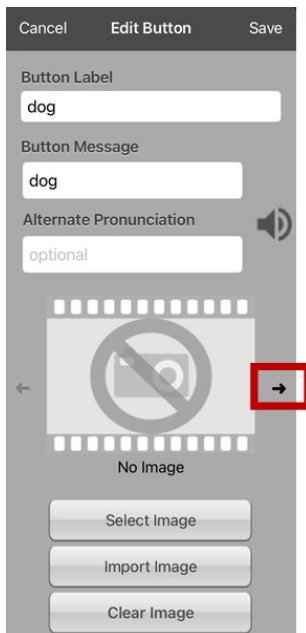 Cancel Edit Button Save
Button Label
dog
Button Message
dog
Alternate Pronunciation
optional
No Image
Select Image
Import Image
Clear Image